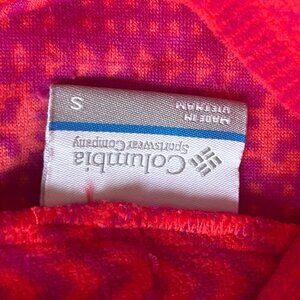 Columbia
Sportswear Company
S
MADE IN
VIETNAM